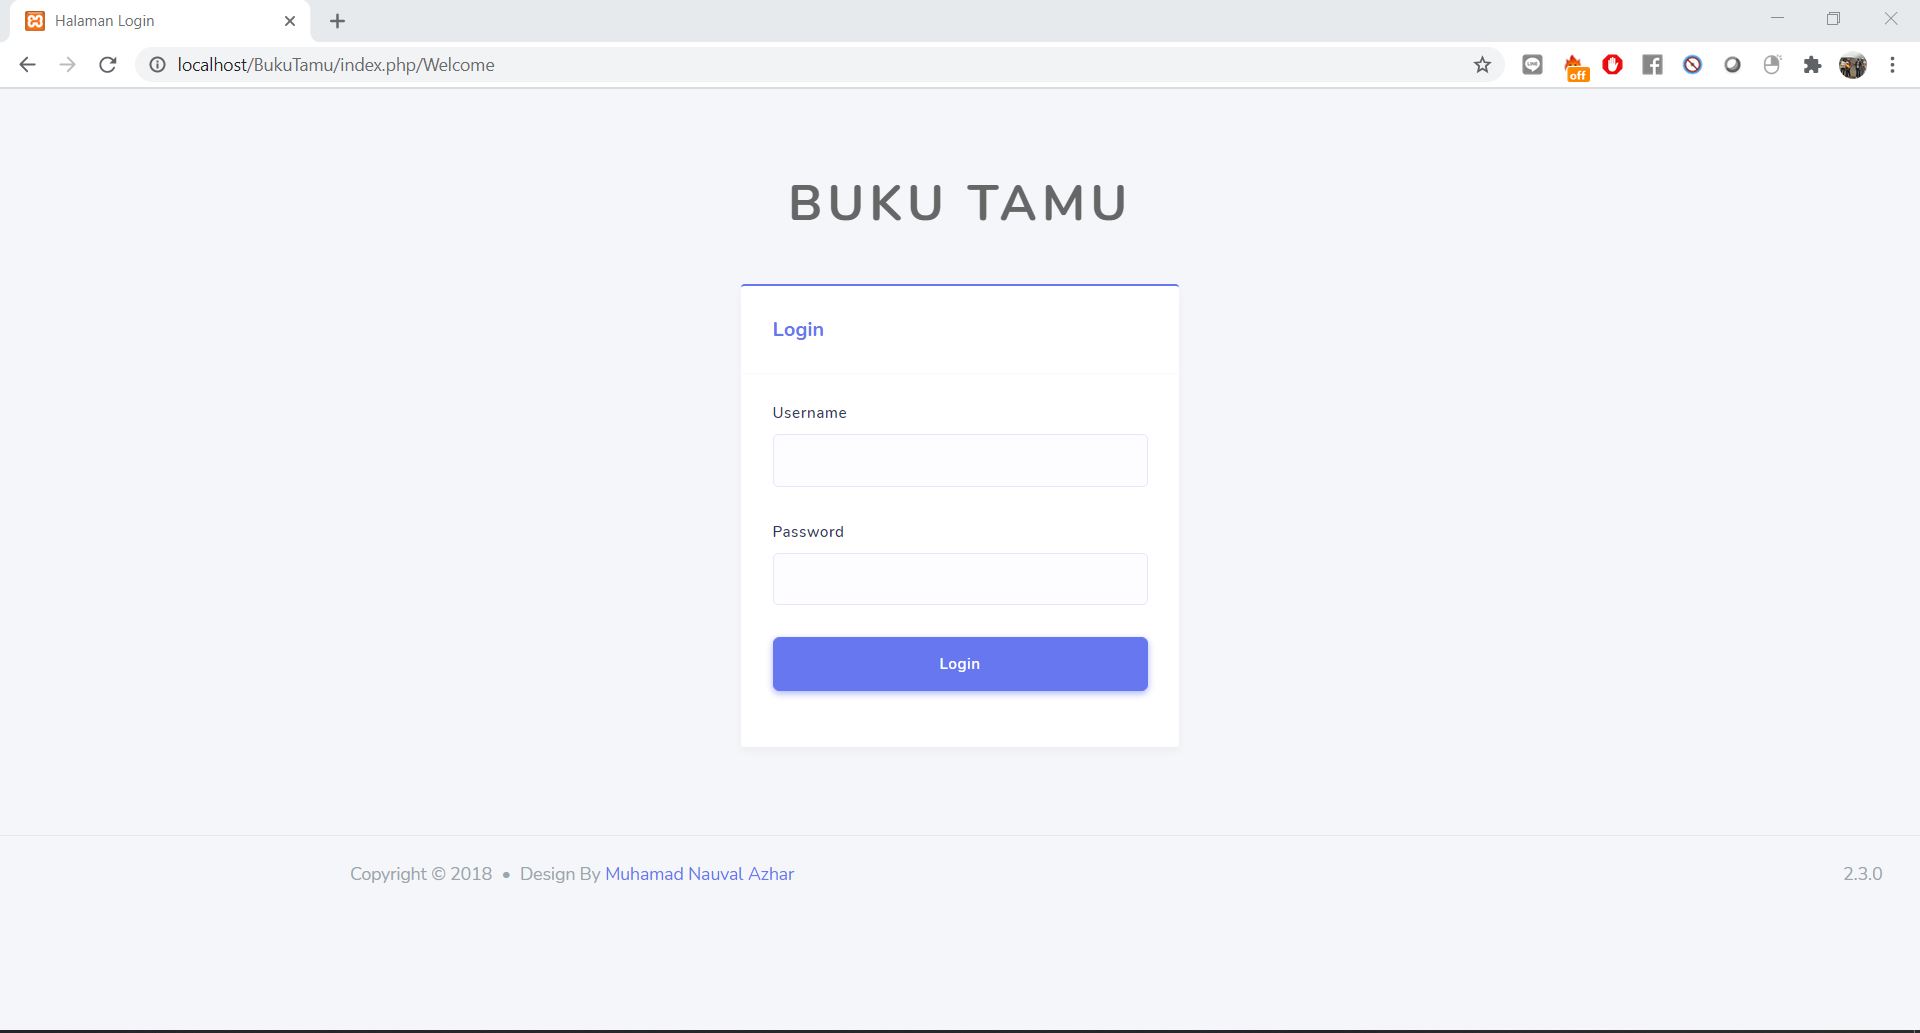 Halaman Login
localhost/BukuTamu/index.php/Welcome
off
BUKU TAMU
Login
Username
Password
Login
Copyright © 2018 • Design By Muhamad Nauval Azhar
2.3.0